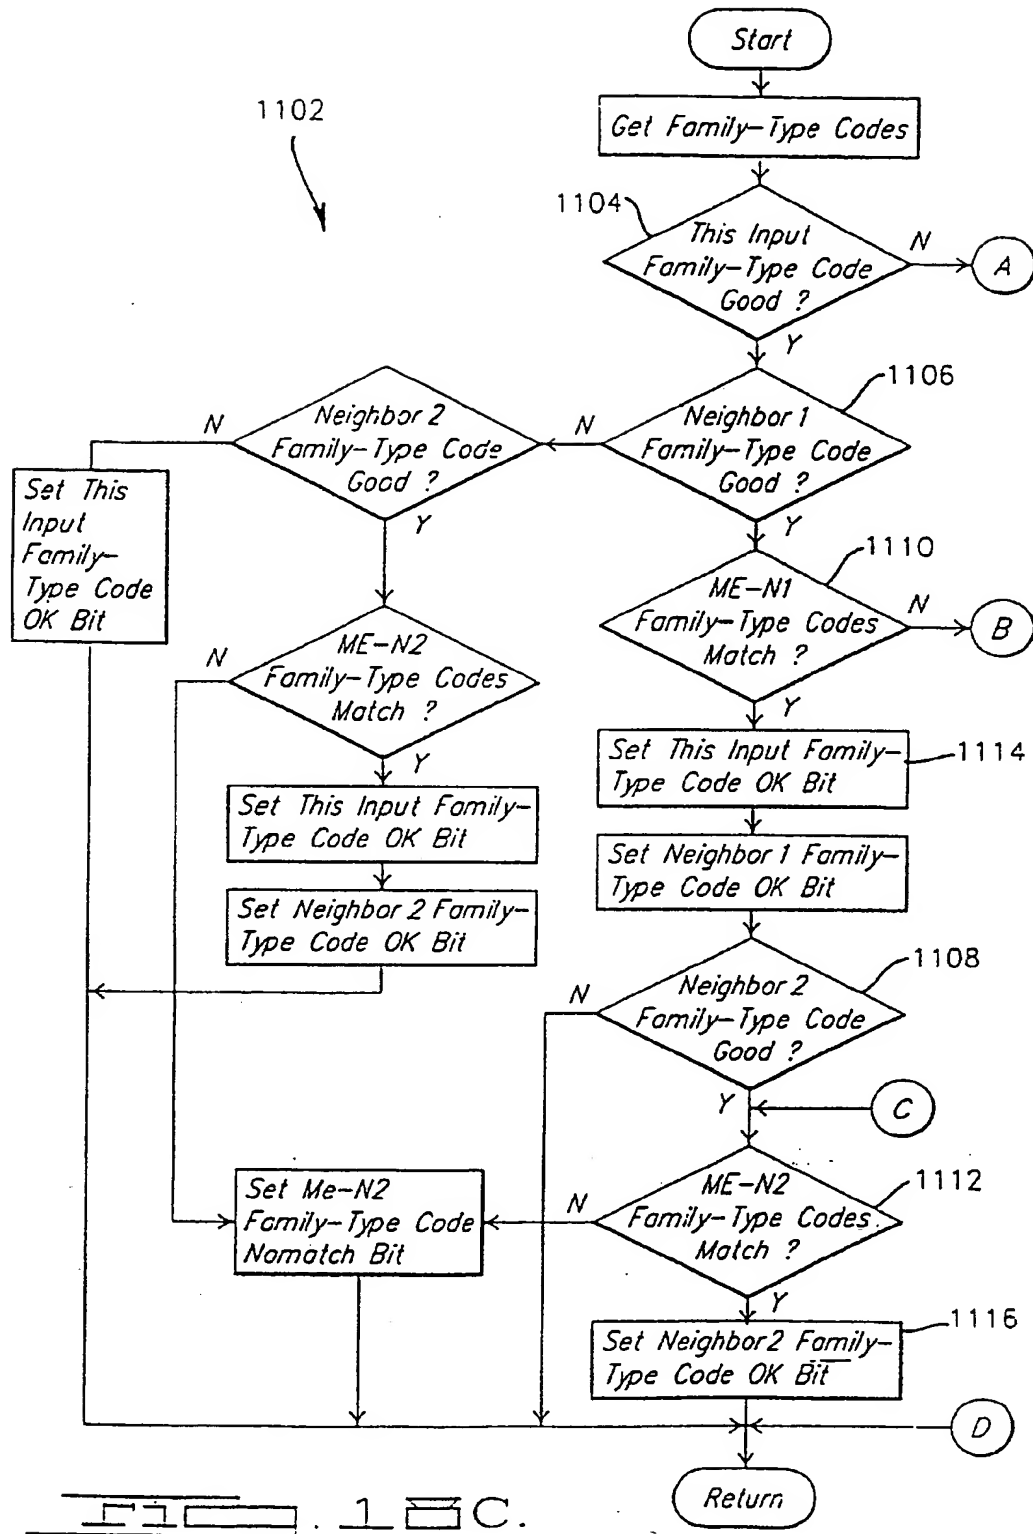 Start
1102
Get Family-Type Codes
1104
This Input
Family-Type Code
Good ?
N
A
Y
1106
Neighbor 1
Family-Type Code
Good ?
N
Neighbor 2
Family-Type Code
Good ?
N
Y
Y
Set This
Input
Family-
Type Code
OK Bit
1110
ME-N1
Family-Type Codes
Match ?
N
B
Y
ME-N2
Family-Type Codes
Match ?
N
Y
Set This Input Family-
Type Code OK Bit
1114
Set This Input Family-
Type Code OK Bit
Set Neighbor 1 Family-
Type Code OK Bit
Set Neighbor 2 Family-
Type Code OK Bit
1108
Neighbor 2
Family-Type Code
Good ?
N
Y
C
1112
ME-N2
Family-Type Codes
Match ?
N
Y
Set Me-N2
Family-Type Code
Nomatch Bit
1116
Set Neighbor 2 Family-
Type Code OK Bit
D
Return